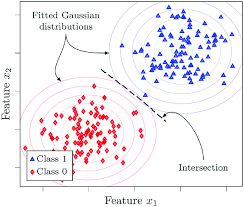 Fitted Gaussian
distributions
Feature x₂
Class 1
Class 0
Intersection
Feature x₁